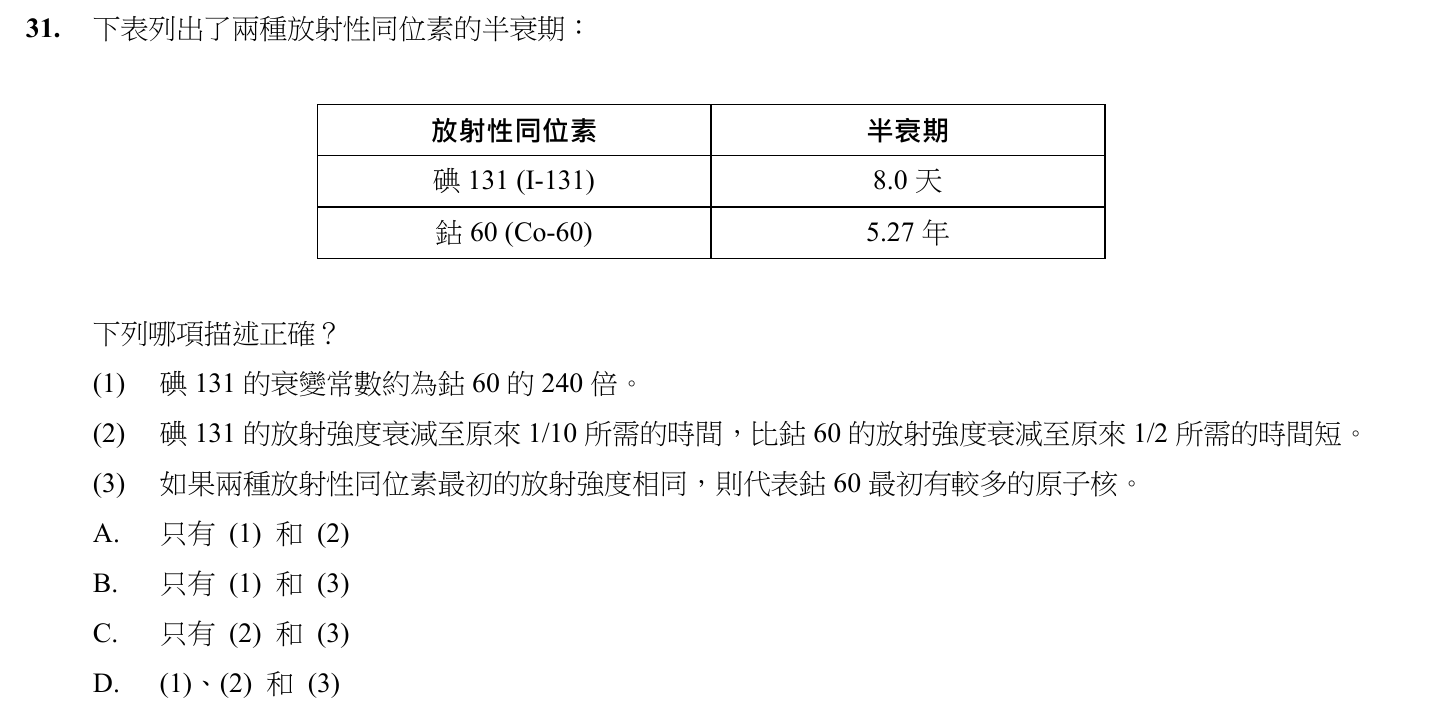 31. 下表列出了兩種放射性同位素的半衰期：
放射性同位素 半衰期
碘 131 (I-131) 8.0 天
鈷 60 (Co-60) 5.27 年
下列哪項描述正確？
(1) 碘 131 的衰變常數約為鈷 60 的 240 倍。
(2) 碘 131 的放射強度衰減至原來 1/10 所需的時間，比鈷 60 的放射強度衰減至原來 1/2 所需的時間短。
(3) 如果兩種放射性同位素最初的放射強度相同，則代表鈷 60 最初有較多的原子核。
A. 只有 (1) 和 (2)
B. 只有 (1) 和 (3)
C. 只有 (2) 和 (3)
D. (1)、(2) 和 (3)